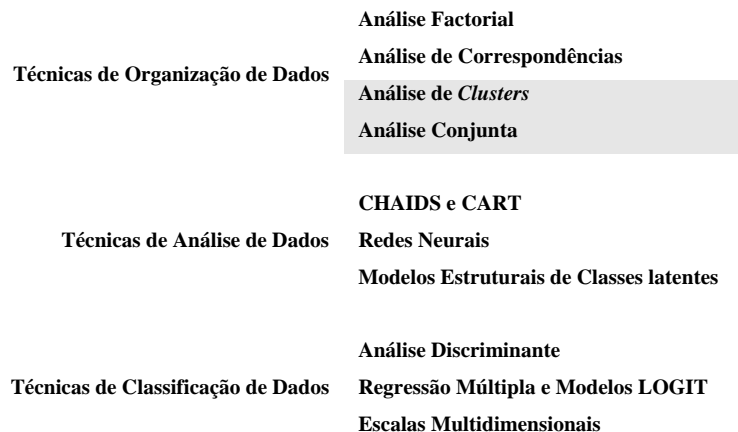 Técnicas de Organização de Dados
Análise Factorial
Análise de Correspondências
Análise de Clusters
Análise Conjunta
Técnicas de Análise de Dados
CHAIDS e CART
Redes Neurais
Modelos Estruturais de Classes latentes
Técnicas de Classificação de Dados
Análise Discriminante
Regressão Múltipla e Modelos LOGIT
Escalas Multidimensionais